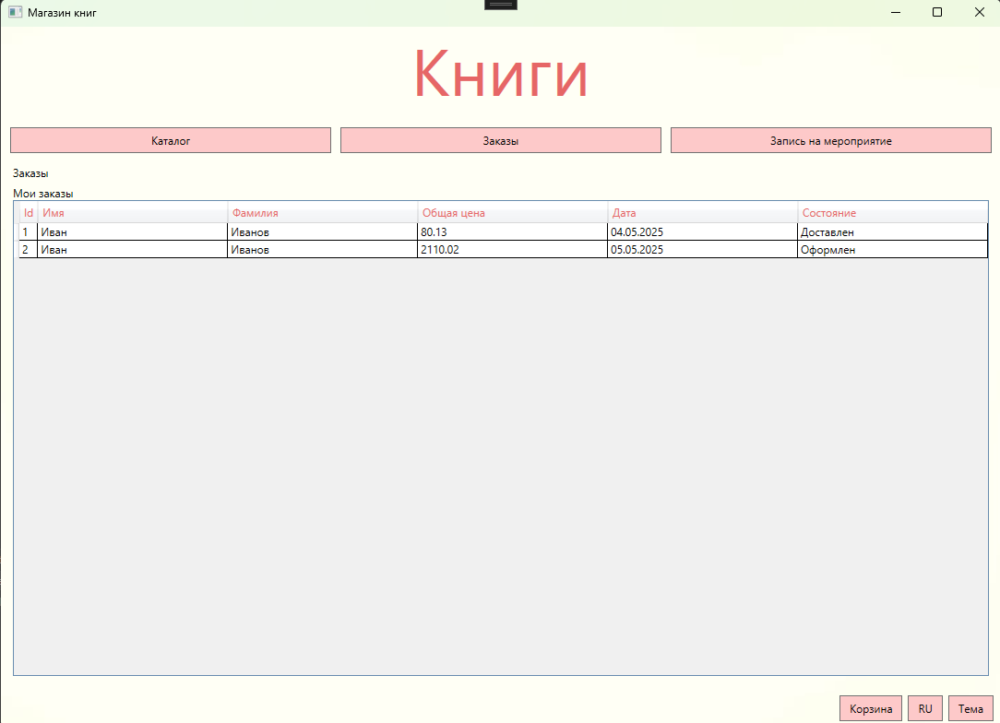 Магазин книг
Книги
Каталог Заказы Запись на мероприятие
Заказы
Мои заказы
Id Имя Фамилия Общая цена Дата Состояние
1 Иван Иванов 80.13 04.05.2025 Доставлен
2 Иван Иванов 2110.02 05.05.2025 Оформлен
Корзина RU Тема